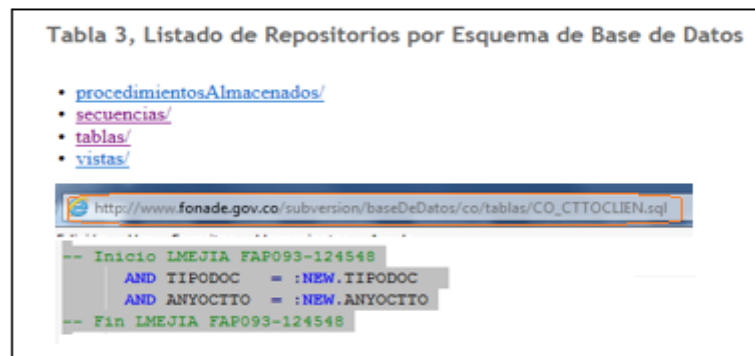 Tabla 3, Listado de Repositorios por Esquema de Base de Datos
• procedimientosAlmacenados/
• secuencias/
• tablas/
• vistas/
http://www.fonade.gov.co/subversion/baseDeDatos/co/tablas/CO_CTTOCLIEN.sql
-- Inicio LMEJIA FAP093-124548
AND TIPODOC = :NEW.TIPODOC
AND ANYOCTTO = :NEW.ANYOCTTO
-- Fin LMEJIA FAP093-124548